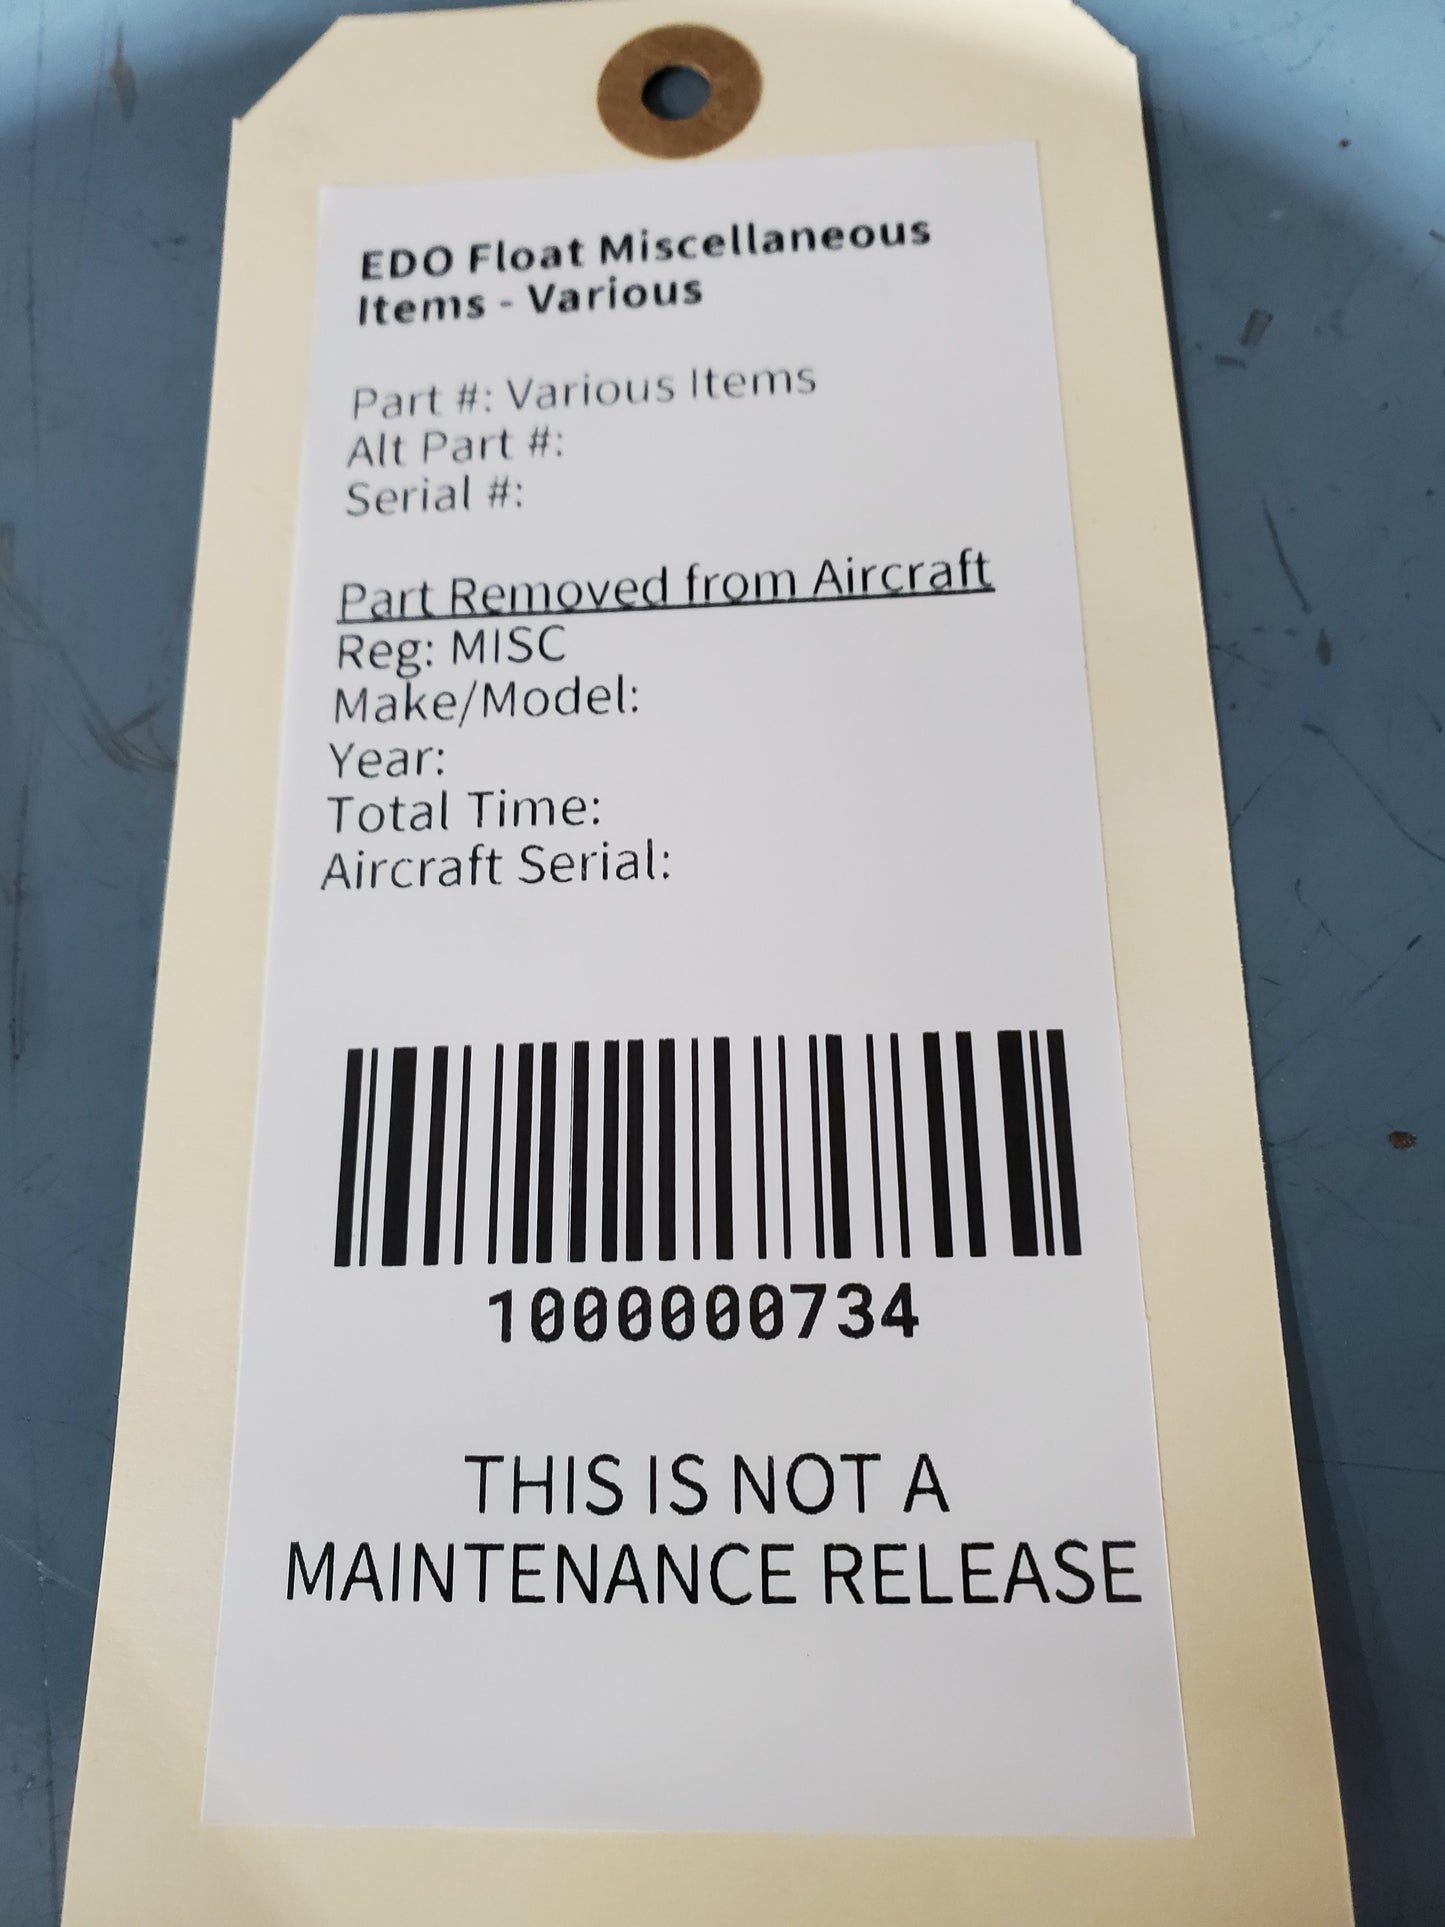 EDO Float Miscellaneous
Items - Various
Part #: Various Items
Alt Part #:
Serial #:
Part Removed from Aircraft
Reg: MISC
Make/Model:
Year:
Total Time:
Aircraft Serial:
1000000734
THIS IS NOT A
MAINTENANCE RELEASE